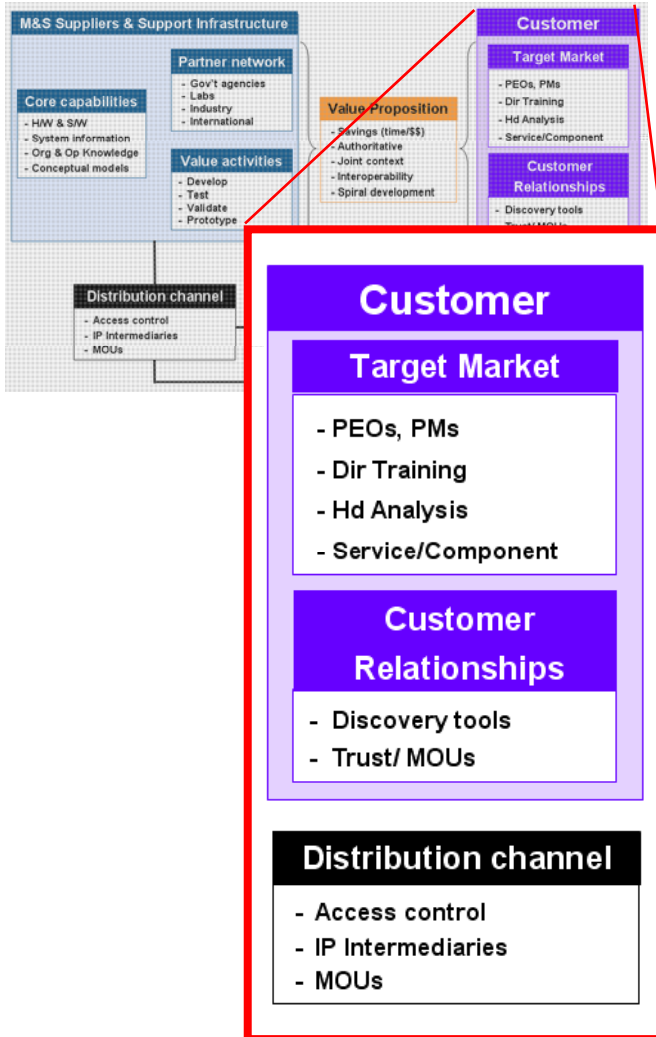 M&S Suppliers & Support Infrastructure
Partner network
- Gov't agencies
- Labs
- Industry
- International
Core capabilities
- H/W & S/W
- System information
- Org & Op Knowledge
- Conceptual models
Value activities
- Develop
- Test
- Validate
- Prototype
Value Proposition
- Savings (time/$$)
- Authoritative
- Joint context
- Interoperability
- Spiral development
Customer
Target Market
- PEOs, PMs
- Dir Training
- Hd Analysis
- Service/Component
Customer
Relationships
- Discovery tools
- Trust/ MOUs
Distribution channel
- Access control
- IP Intermediaries
- MOUs
Customer
Target Market
- PEOs, PMs
- Dir Training
- Hd Analysis
- Service/Component
Customer
Relationships
- Discovery tools
- Trust/ MOUs
Distribution channel
- Access control
- IP Intermediaries
- MOUs